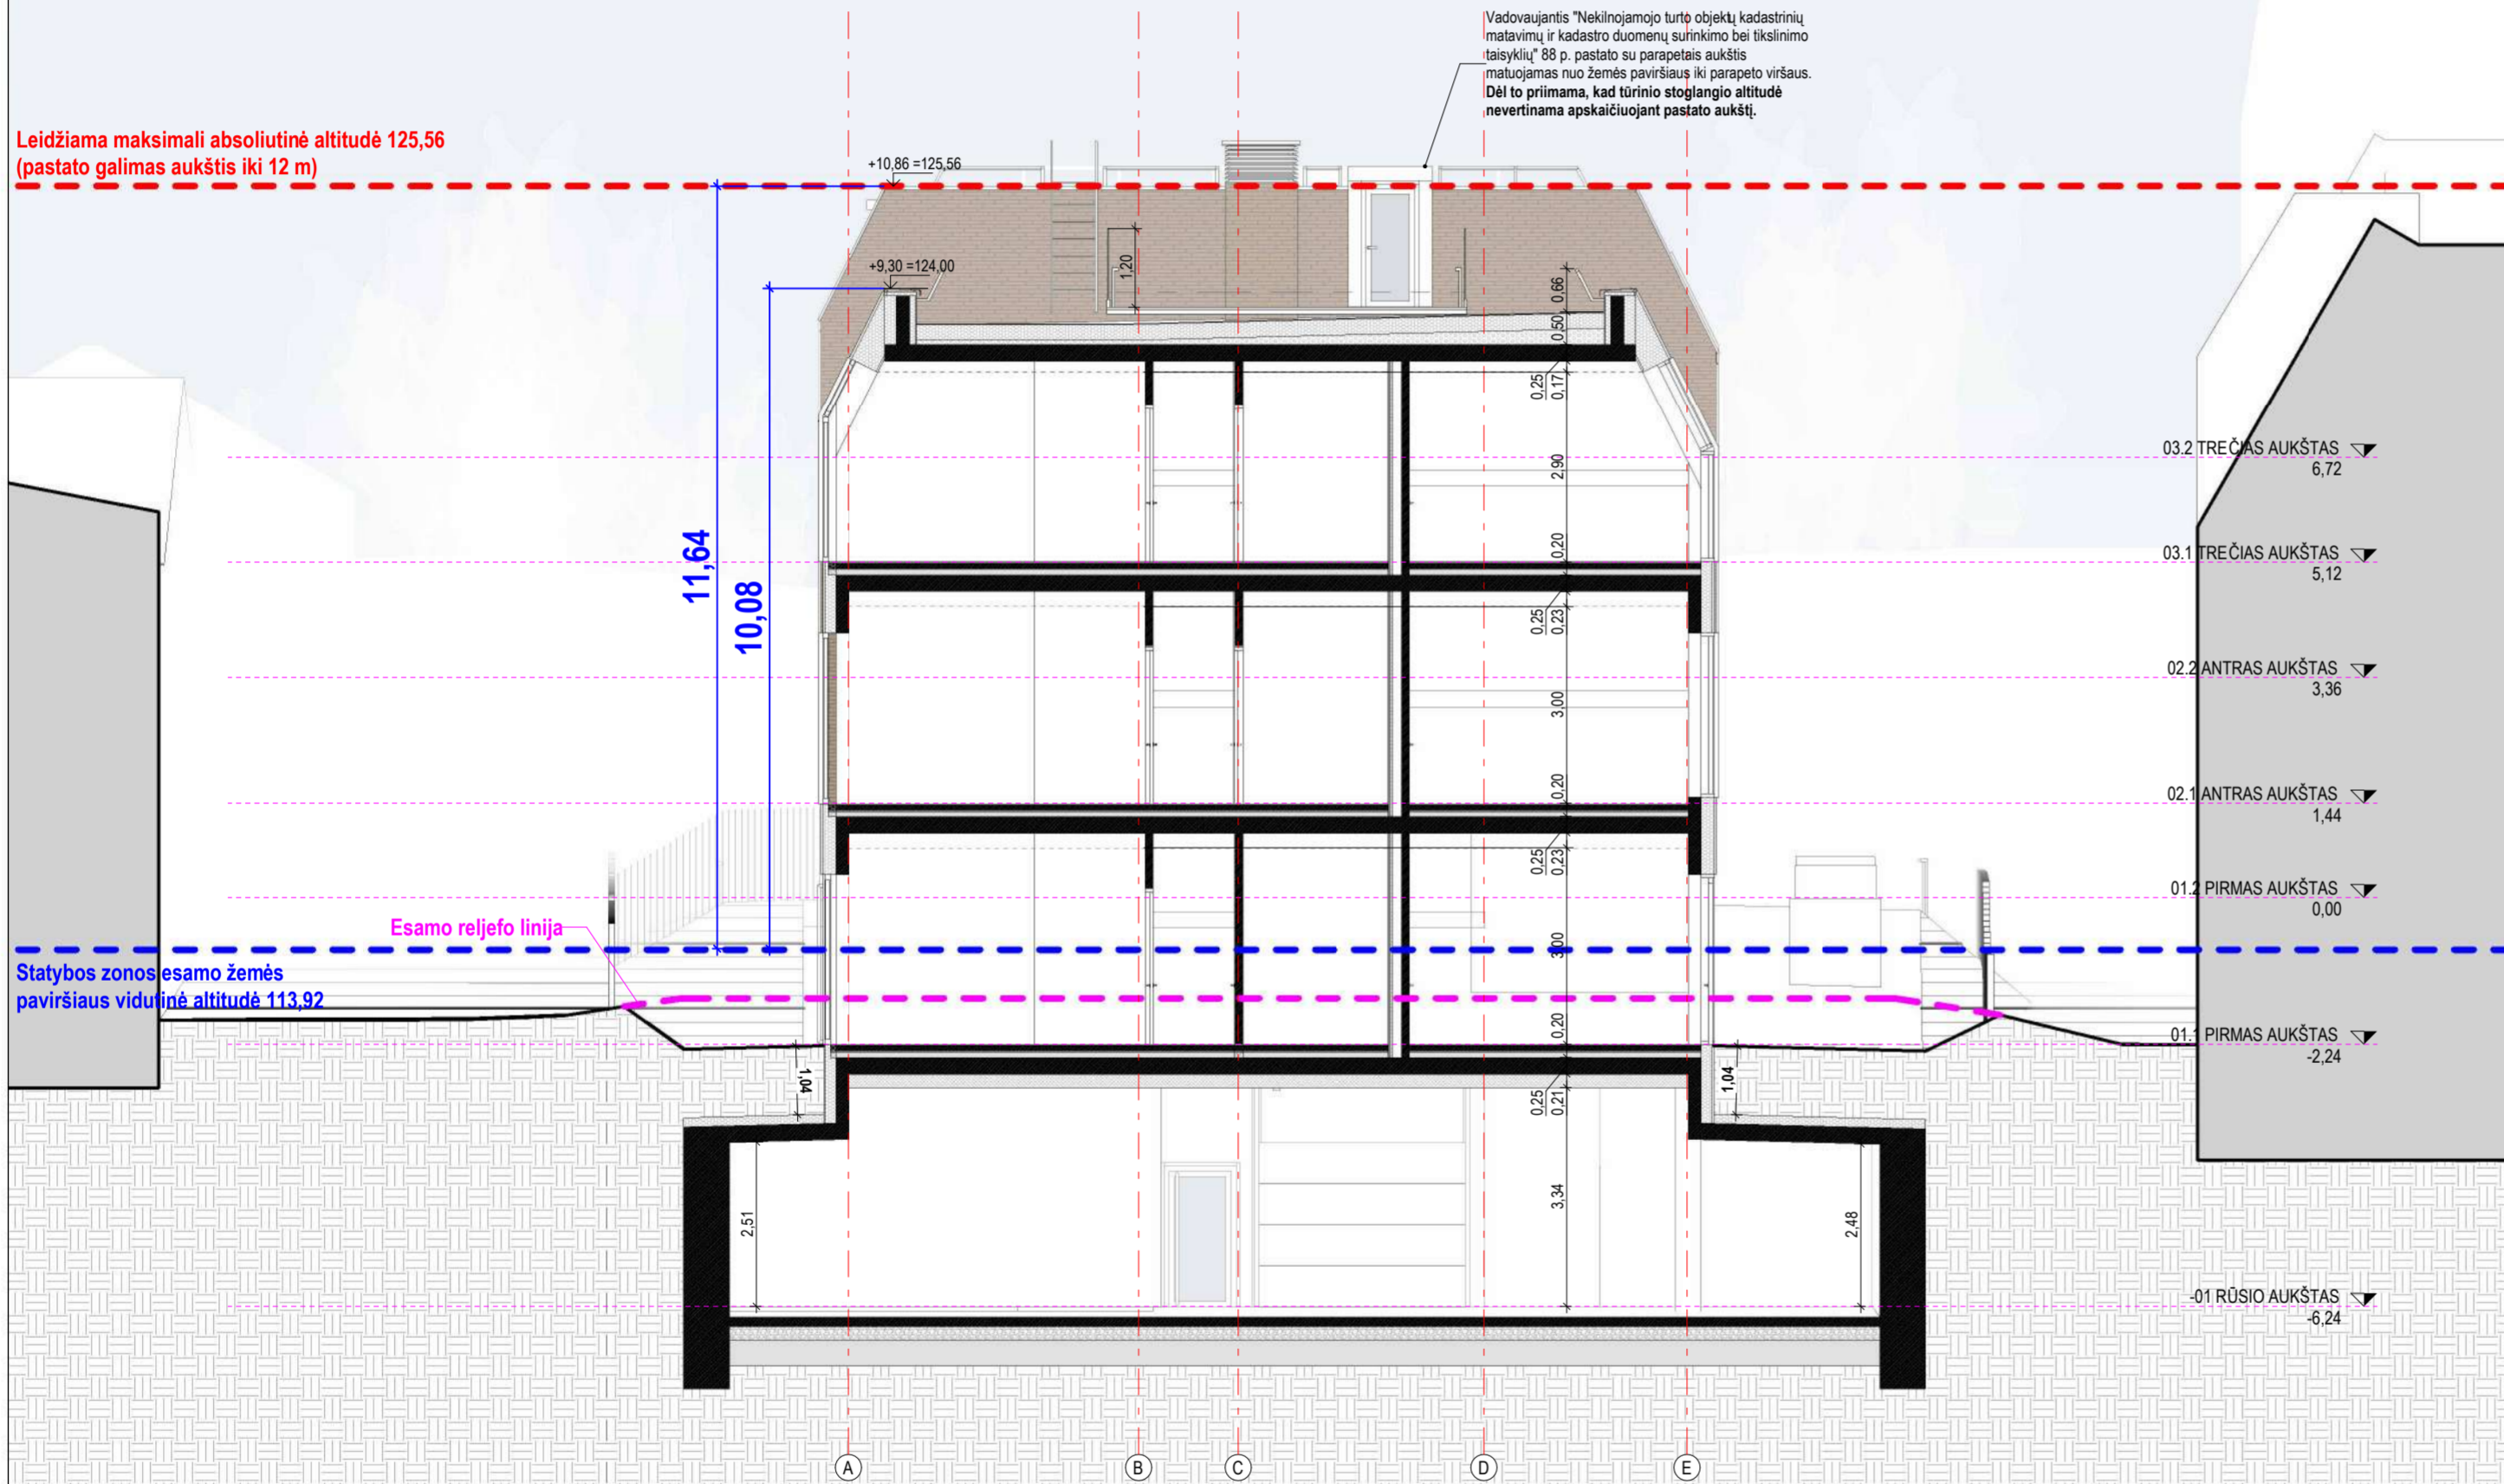 Vadovaujantis "Nekilnojamojo turto objektų kadastrinių
matavimų ir kadastro duomenų surinkimo bei tikslinimo
taisyklių" 88 p. pastato su parapetais aukštis
matuojamas nuo žemės paviršiaus iki parapeto viršaus.
Dėl to priimama, kad tūrinio stoglangio altitudė
nevertinama apskaičiuojant pastato aukštį.
Leidžiama maksimali absoliutinė altitudė 125,56
(pastato galimas aukštis iki 12 m)
+10,86 =125,56
+9,30 =124,00
1,20
0,66
0,50
0,25
0,17
2,90
0,20
03.2 TREČIAS AUKŠTAS
6,72
11,64
10,08
03.1 TREČIAS AUKŠTAS
5,12
0,25
0,23
3,00
0,20
02.2 ANTRAS AUKŠTAS
3,36
02.1 ANTRAS AUKŠTAS
1,44
0,25
0,23
3,00
0,20
01.2 PIRMAS AUKŠTAS
0,00
Esamo reljefo linija
Statybos zonos esamo žemės
paviršiaus vidutinė altitudė 113,92
01.1 PIRMAS AUKŠTAS
-2,24
1,04
1,04
0,25
0,21
2,51
3,34
2,48
-01 RŪSIO AUKŠTAS
-6,24
A
B
C
D
E